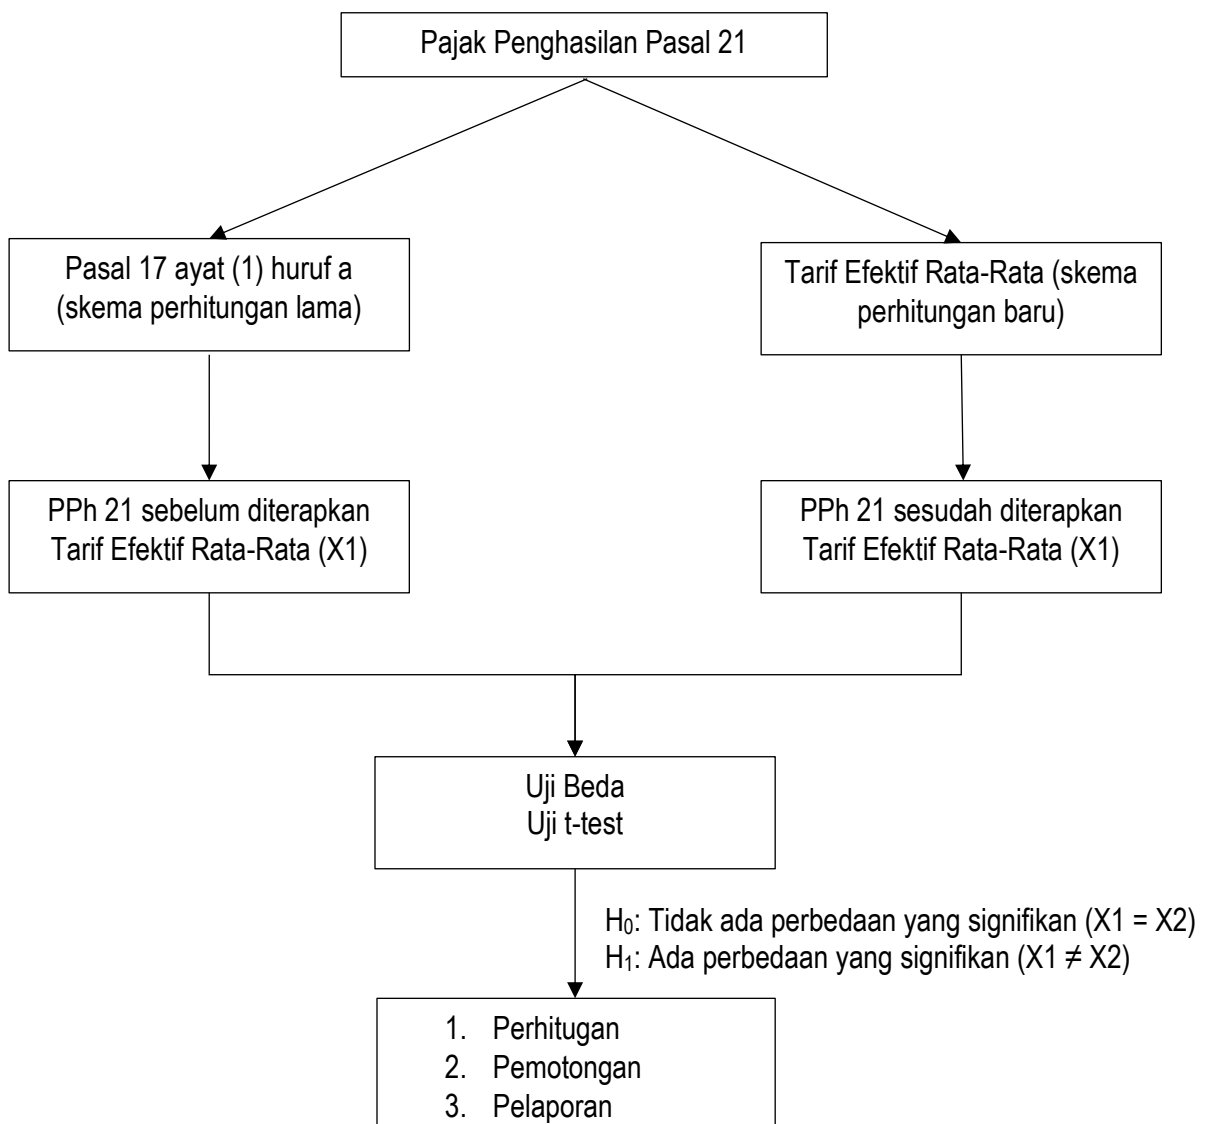 Pajak Penghasilan Pasal 21
Pasal 17 ayat (1) huruf a
(skema perhitungan lama)
Tarif Efektif Rata-Rata (skema
perhitungan baru)
PPh 21 sebelum diterapkan
Tarif Efektif Rata-Rata (X1)
PPh 21 sesudah diterapkan
Tarif Efektif Rata-Rata (X1)
Uji Beda
Uji t-test
H₀: Tidak ada perbedaan yang signifikan (X1 = X2)
H₁: Ada perbedaan yang signifikan (X1 ≠ X2)
1. Perhitugan
2. Pemotongan
3. Pelaporan